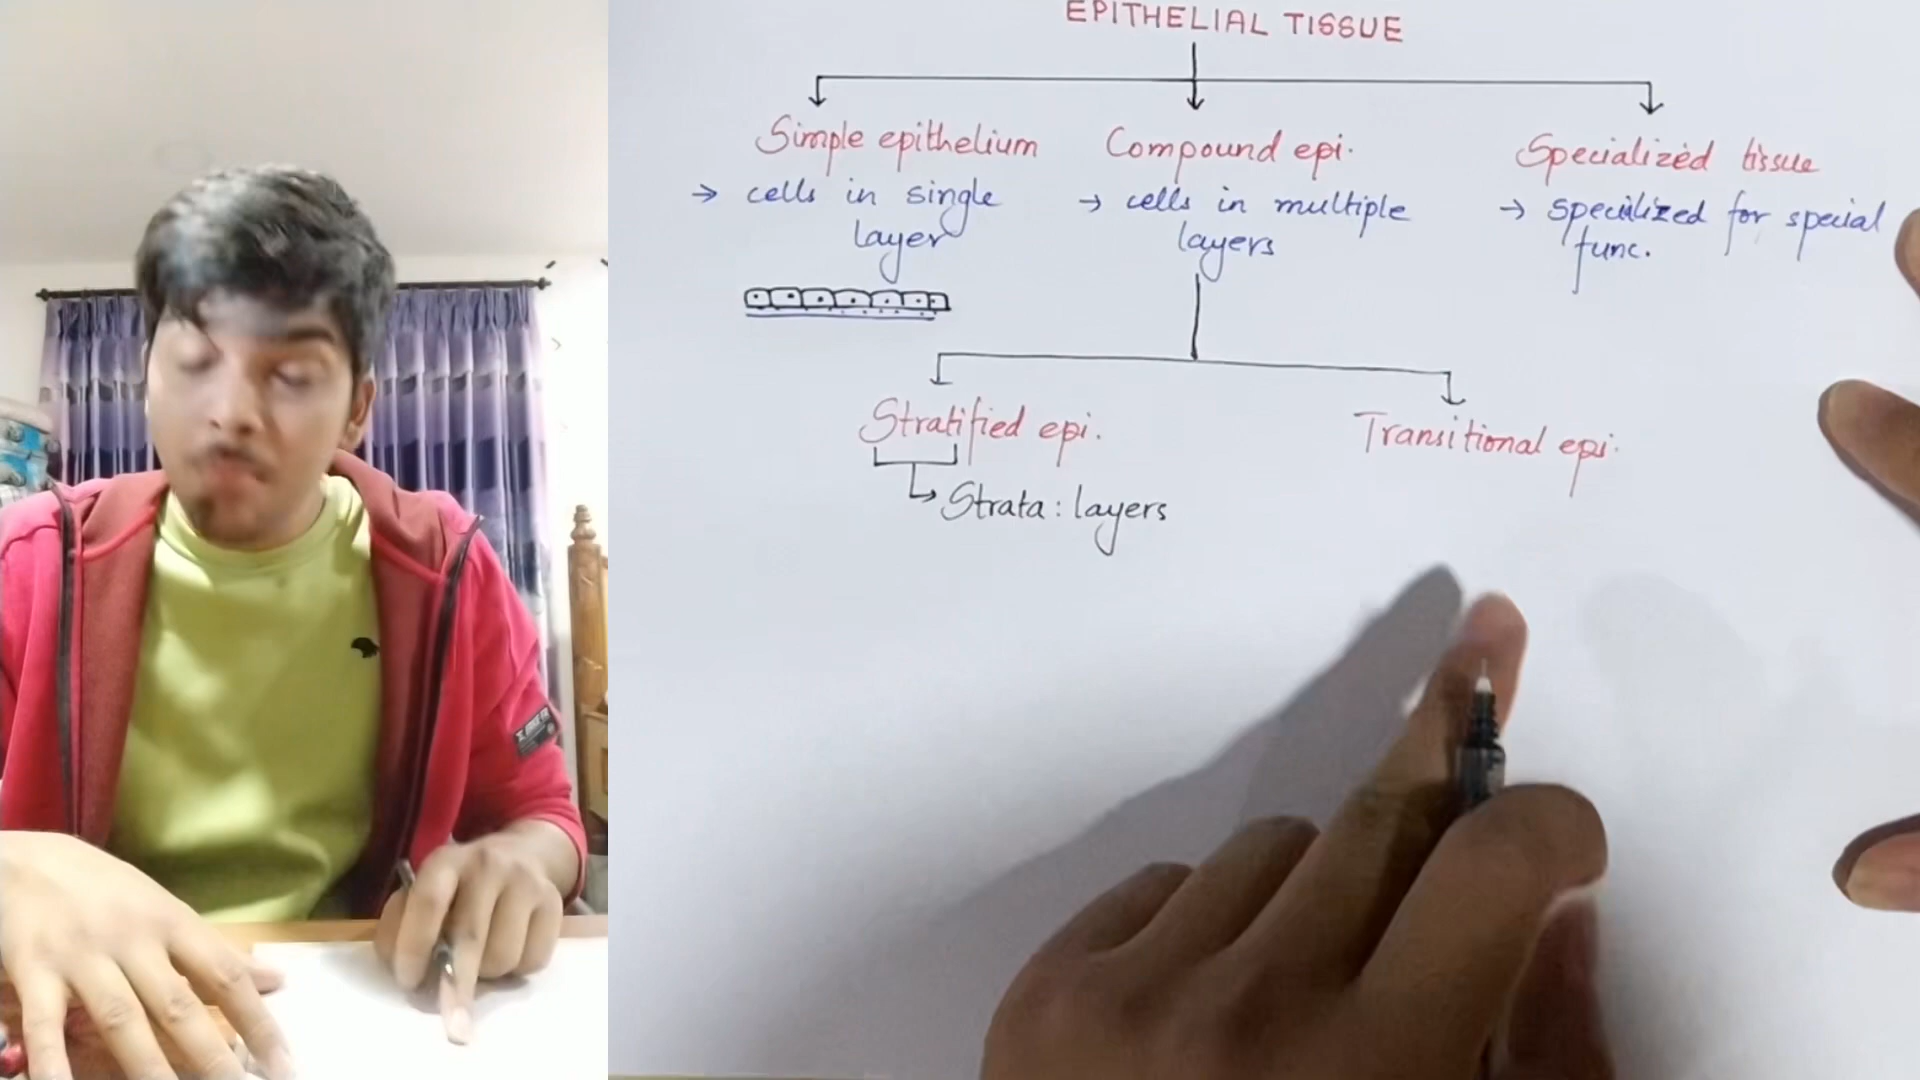 EPITHELIAL TISSUE
Simple epithelium
→ cells in single
layer
Compound epi.
→ cells in multiple
layers
Specialized tissue
→ specialized for special
func.
Stratified epi.
Strata : layers
Transitional epi.